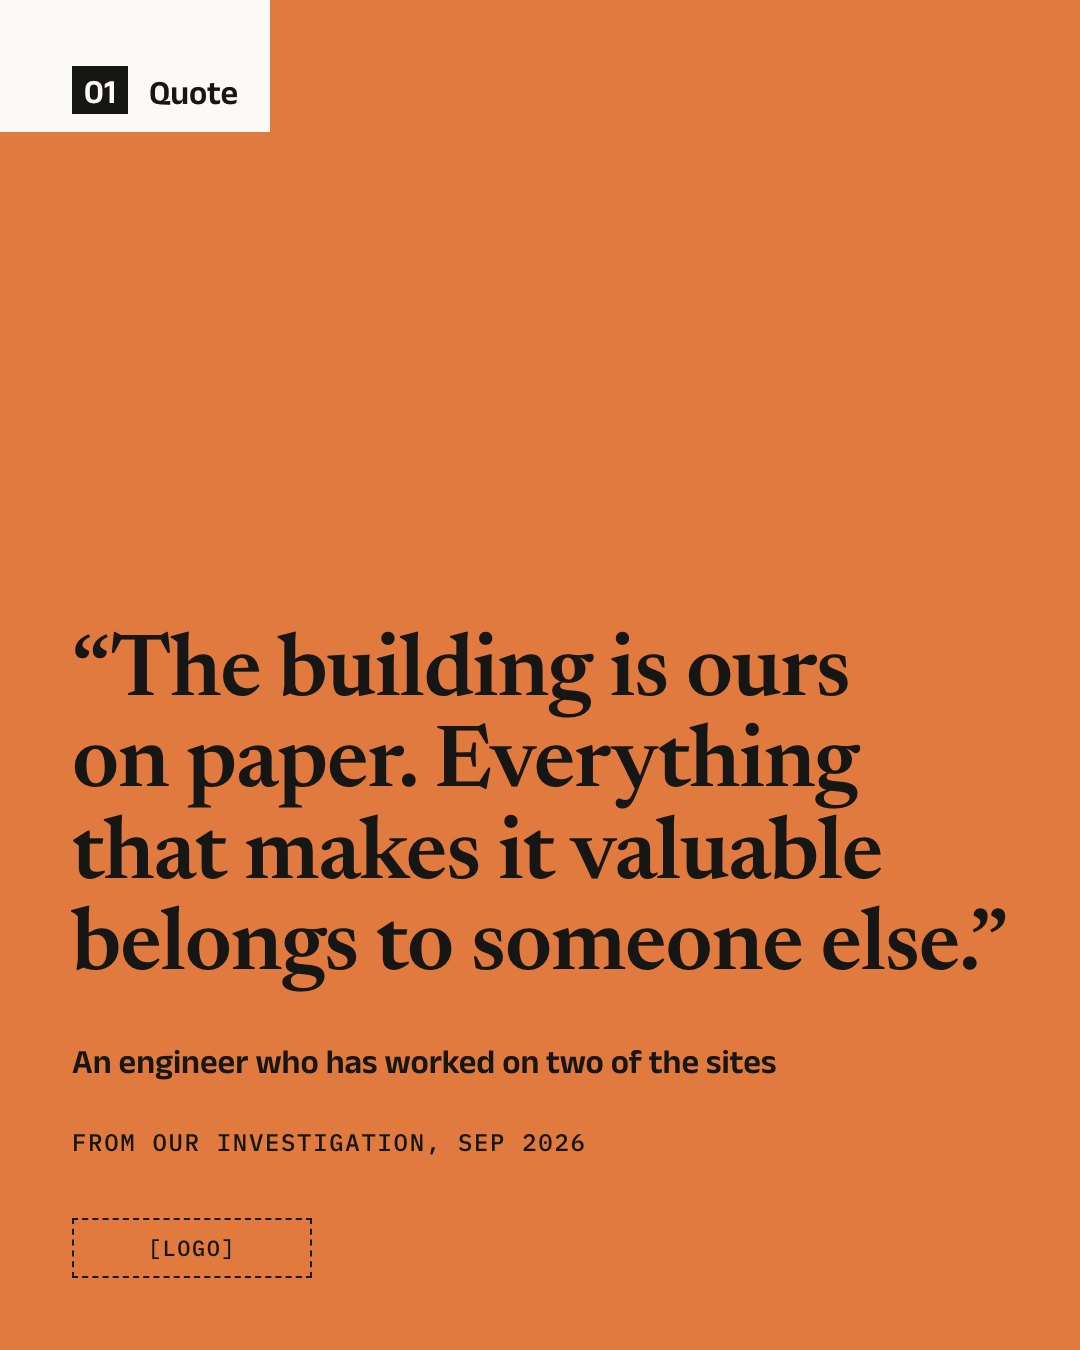 01 Quote
“The building is ours
on paper. Everything
that makes it valuable
belongs to someone else.”
An engineer who has worked on two of the sites
FROM OUR INVESTIGATION, SEP 2026
[LOGO]